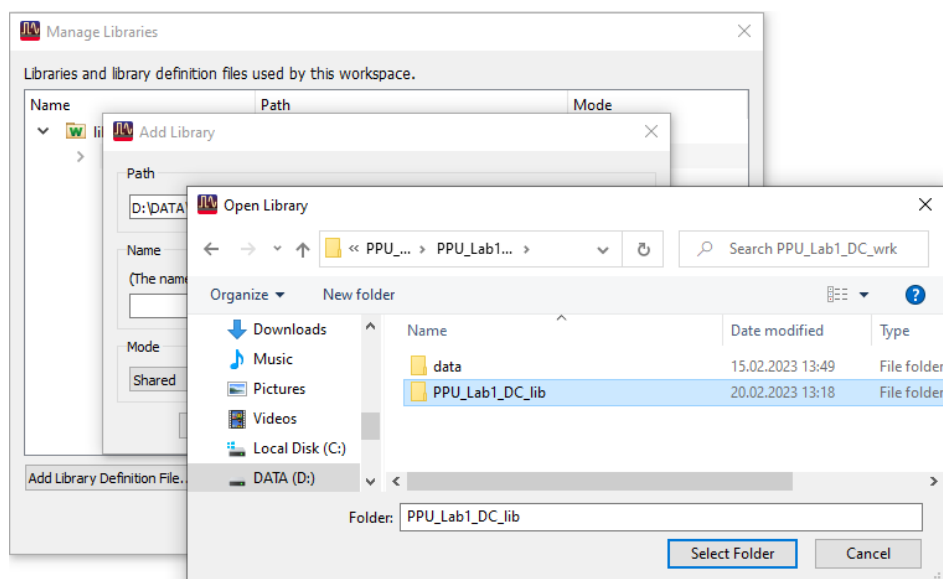 Manage Libraries
Libraries and library definition files used by this workspace.
Name Path Mode
Add Library
Path
D:\DATA\
Open Library
« PPU_... › PPU_Lab1... › Search PPU_Lab1_DC_wrk
Name
(The name
Organize New folder
Downloads
Music
Pictures
Videos
Local Disk (C:)
DATA (D:)
Name Date modified Type
data 15.02.2023 13:49 File folder
PPU_Lab1_DC_lib 20.02.2023 13:18 File folder
Mode
Shared
Add Library Definition File..
Folder: PPU_Lab1_DC_lib
Select Folder Cancel